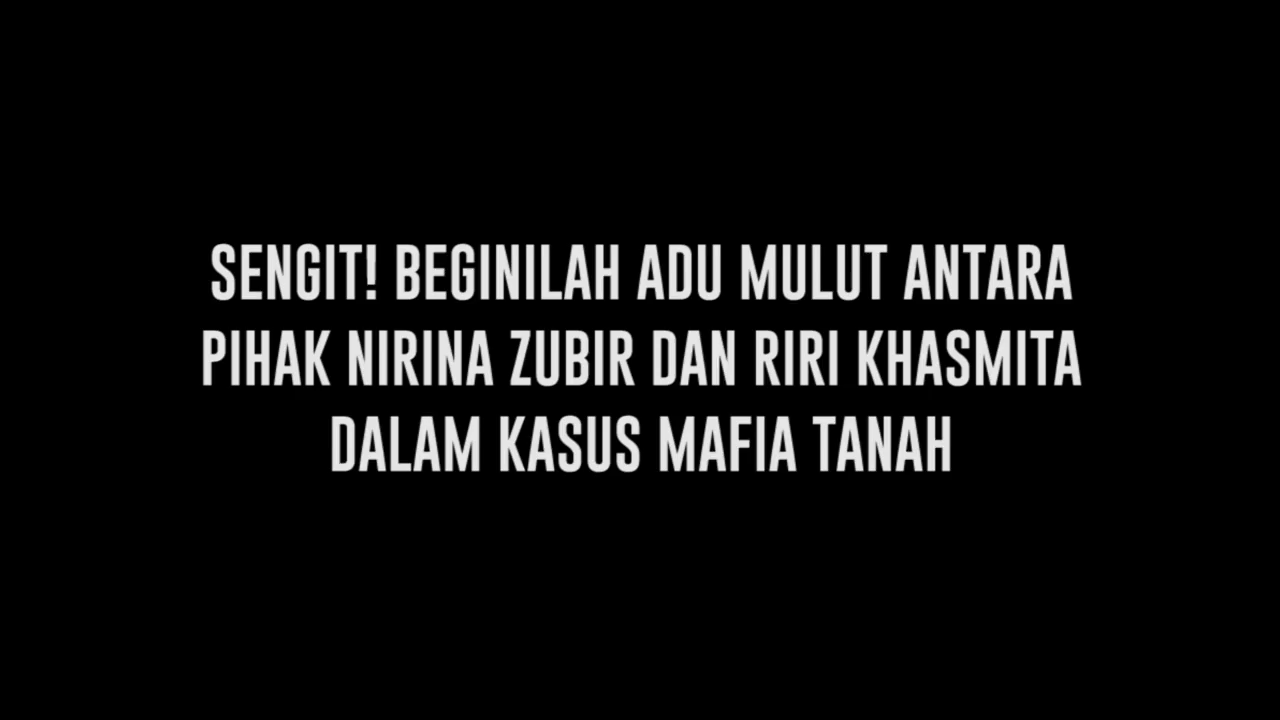 SENGIT! BEGINILAH ADU MULUT ANTARA
PIHAK NIRINA ZUBIR DAN RIRI KHASMITA
DALAM KASUS MAFIA TANAH